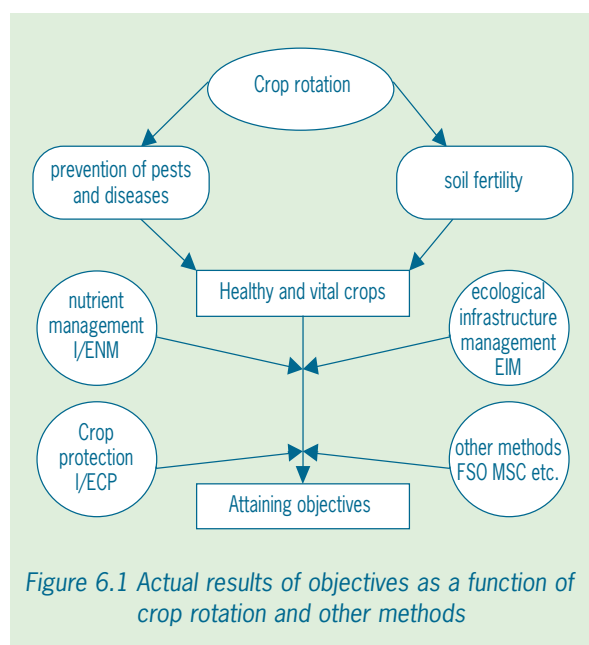 Crop rotation
prevention of pests
and diseases
soil fertility
Healthy and vital crops
nutrient
management
I/ENM
ecological
infrastructure
management
EIM
Crop
protection
I/ECP
other methods
FSO MSC etc.
Attaining objectives
Figure 6.1 Actual results of objectives as a function of
crop rotation and other methods